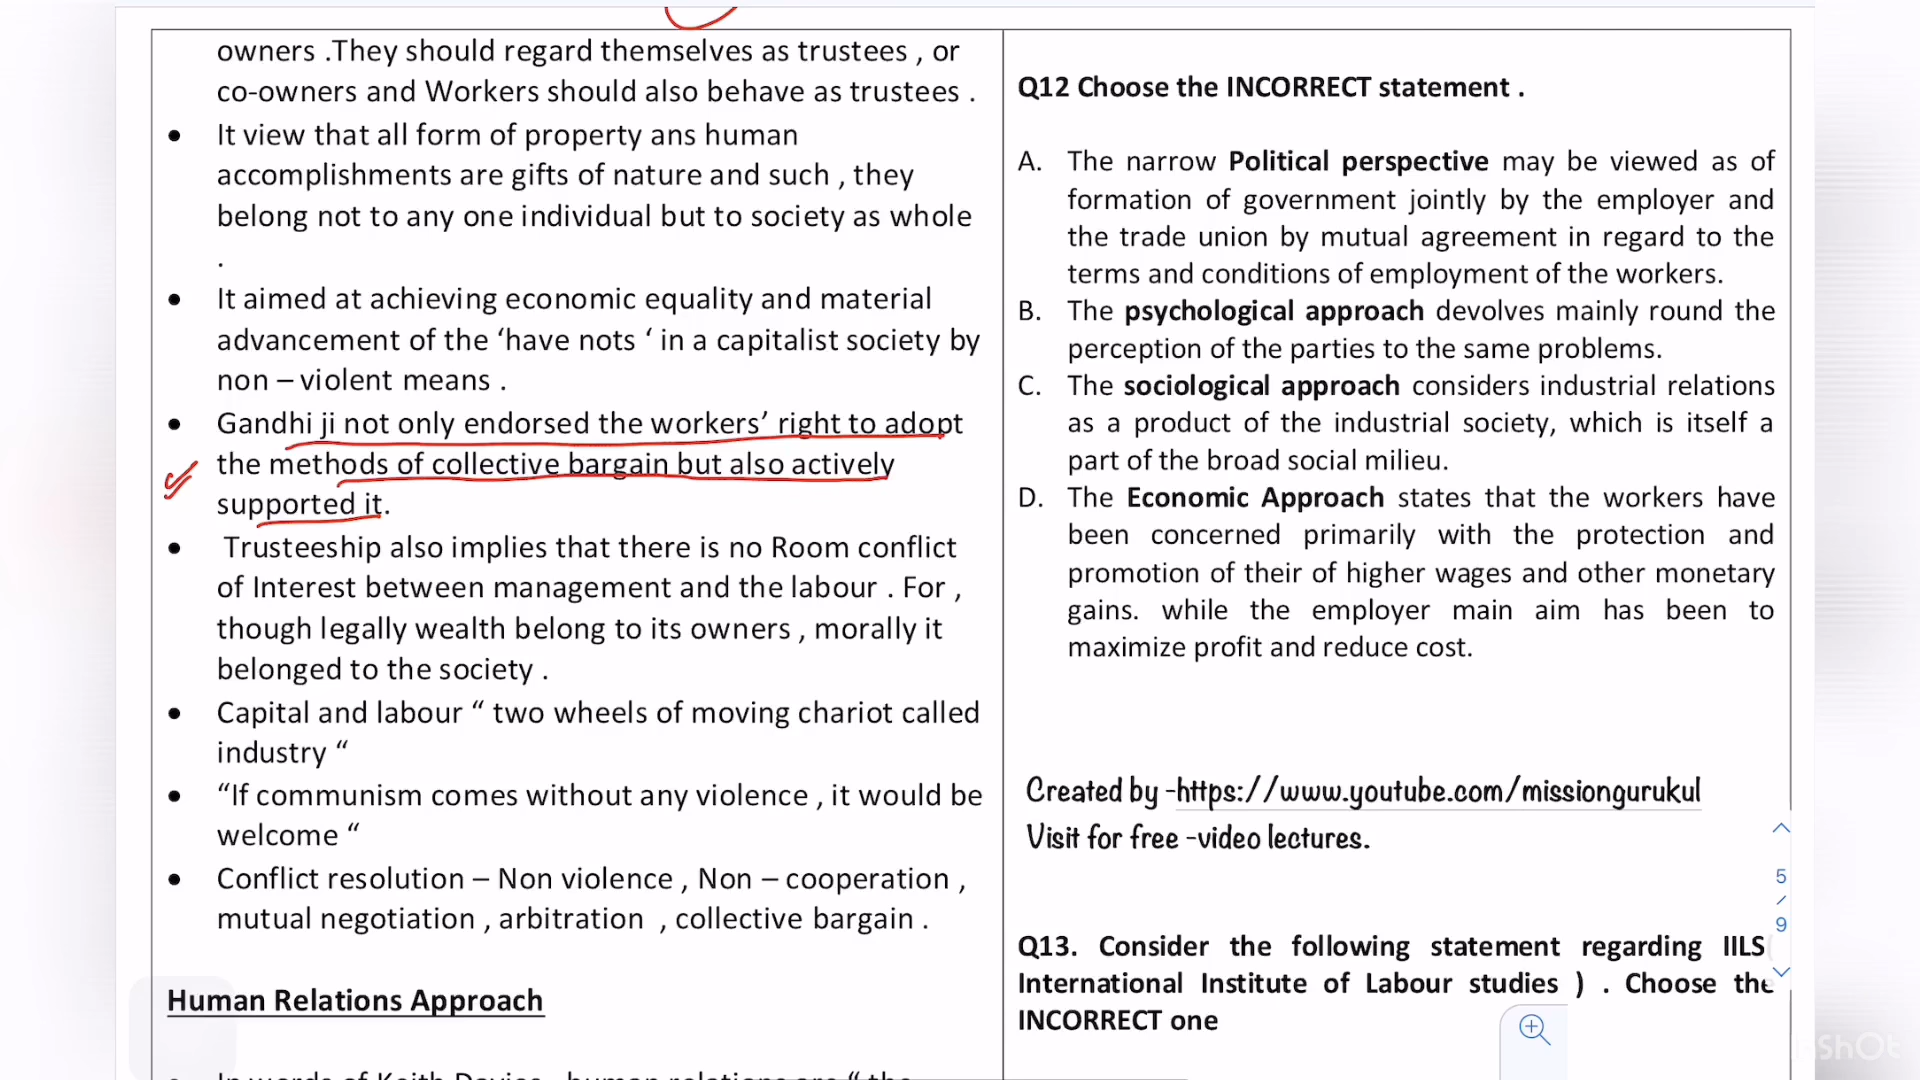 owners .They should regard themselves as trustees , or
co-owners and Workers should also behave as trustees .
• It view that all form of property ans human
accomplishments are gifts of nature and such , they
belong not to any one individual but to society as whole
.
• It aimed at achieving economic equality and material
advancement of the ‘have nots ‘ in a capitalist society by
non – violent means .
• Gandhi ji not only endorsed the workers’ right to adopt
the methods of collective bargain but also actively
supported it.
• Trusteeship also implies that there is no Room conflict
of Interest between management and the labour . For ,
though legally wealth belong to its owners , morally it
belonged to the society .
• Capital and labour “ two wheels of moving chariot called
industry “
• “If communism comes without any violence , it would be
welcome “
• Conflict resolution – Non violence , Non – cooperation ,
mutual negotiation , arbitration , collective bargain .
Human Relations Approach
• In words of Keith Davies , human relations are “ the
Q12 Choose the INCORRECT statement .
A. The narrow Political perspective may be viewed as of
formation of government jointly by the employer and
the trade union by mutual agreement in regard to the
terms and conditions of employment of the workers.
B. The psychological approach devolves mainly round the
perception of the parties to the same problems.
C. The sociological approach considers industrial relations
as a product of the industrial society, which is itself a
part of the broad social milieu.
D. The Economic Approach states that the workers have
been concerned primarily with the protection and
promotion of their of higher wages and other monetary
gains. while the employer main aim has been to
maximize profit and reduce cost.
Created by -https://www.youtube.com/missiongurukul
Visit for free -video lectures.
5
/
9
Q13. Consider the following statement regarding IILS
International Institute of Labour studies ) . Choose the
INCORRECT one